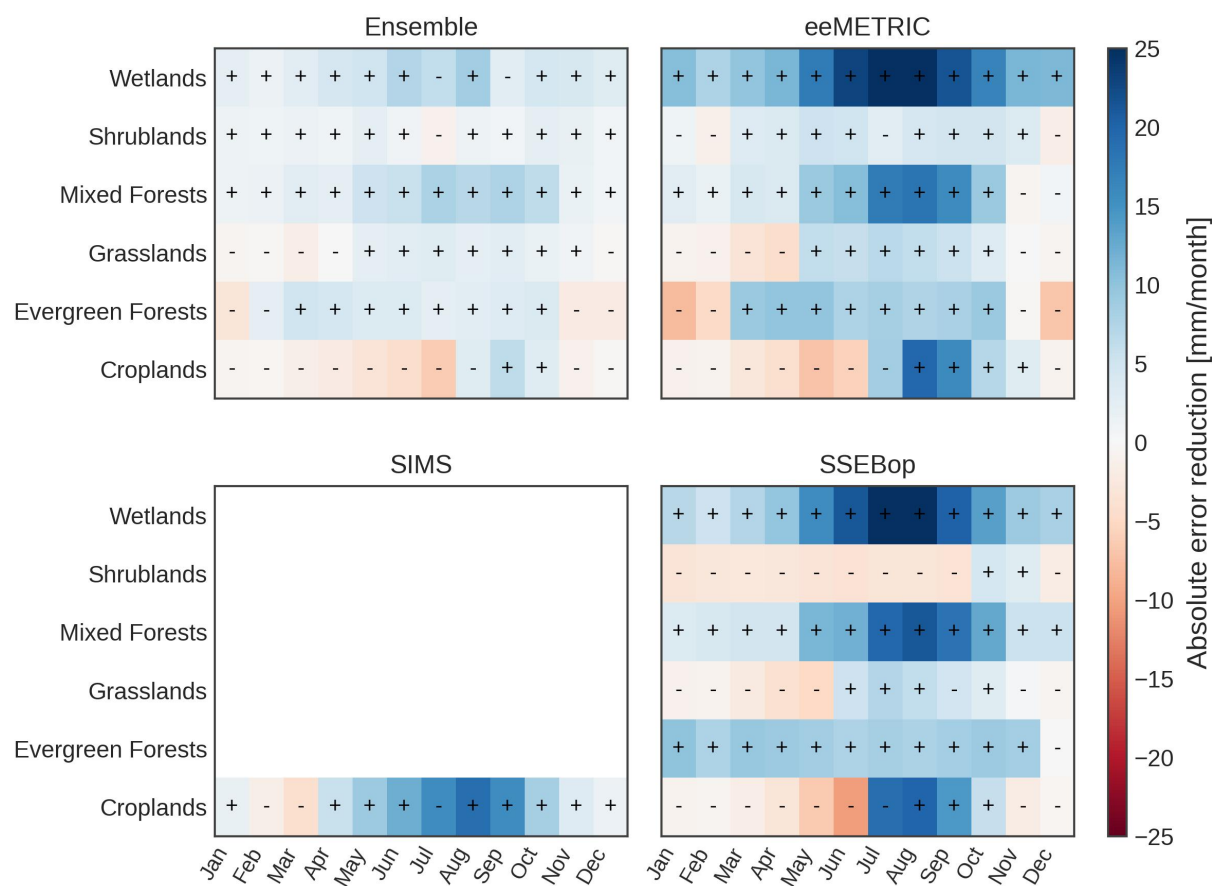 Ensemble
eeMETRIC
Wetlands + + + + + + - + - + + + + + + + + + + + + + + +
Shrublands + + + + + + - + + + + + - - + + + + - + + + + -
Mixed Forests + + + + + + + + + + + + + + + + + + + + + + - +
Grasslands - - - - + + + + + + + - - - - - + + + + + + - -
Evergreen Forests - - + + + + + + + + - - - - + + + + + + + + - -
Croplands - - - - - - - - + + - - - - - - - - - + + + + -
SIMS
SSEBop
Wetlands + + + + + + + + + + + +
Shrublands - - - - - - - - - + + -
Mixed Forests + + + + + + + + + + + +
Grasslands - - - - - + + + - + - -
Evergreen Forests + + + + + + + + + + + -
Croplands + - - + + + - + + + + + - - - - - - - + + + - -
Jan Feb Mar Apr May Jun Jul Aug Sep Oct Nov Dec
Jan Feb Mar Apr May Jun Jul Aug Sep Oct Nov Dec
25
20
15
10
5
0
−5
−10
−15
−20
−25
Absolute error reduction [mm/month]